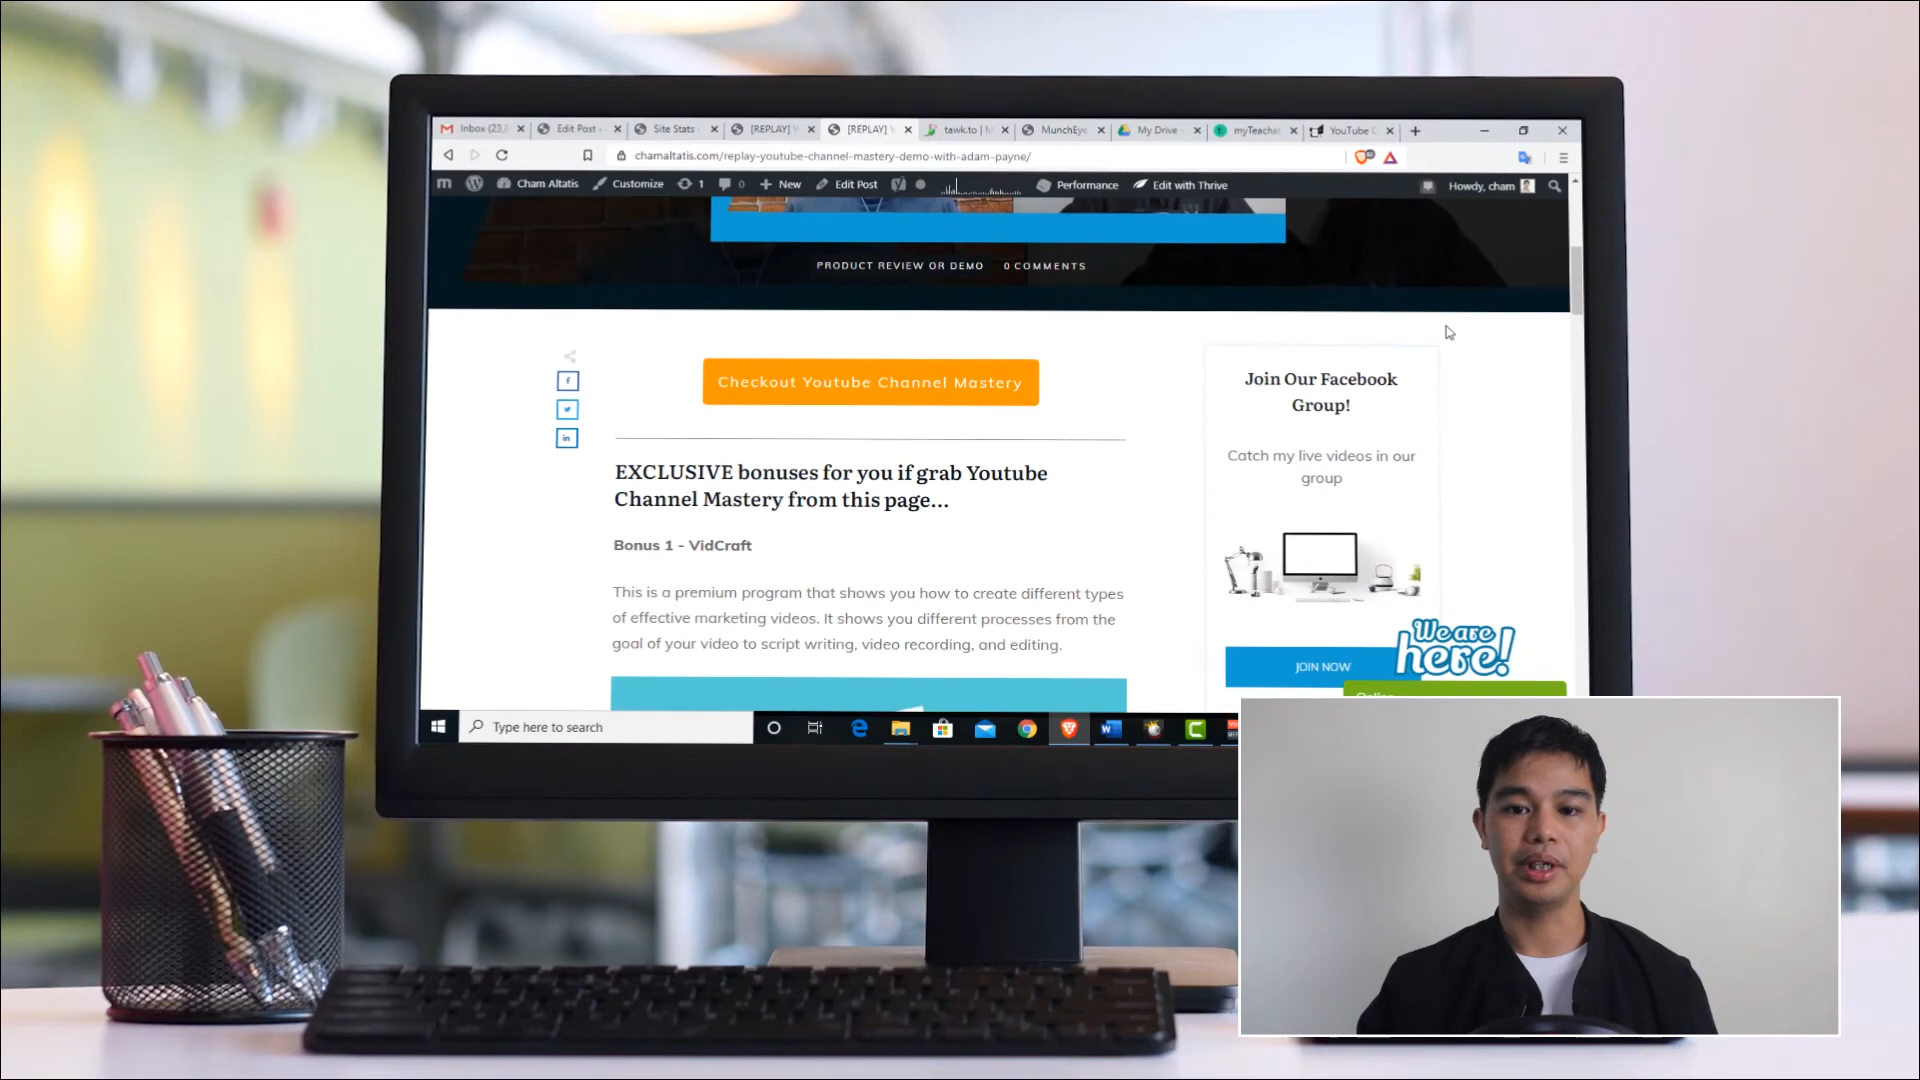 Inbox (23,
Edit Post -
Site Stats
[REPLAY]
[REPLAY]
tawk.to |
MunchEye
My Drive -
myTeacha
YouTube
chamaltatis.com/replay-youtube-channel-mastery-demo-with-adam-payne/
Cham Altatis
Customize
1
0
New
Edit Post
Performance
Edit with Thrive
Howdy, cham
PRODUCT REVIEW OR DEMO
0 COMMENTS
Checkout Youtube Channel Mastery
EXCLUSIVE bonuses for you if grab Youtube
Channel Mastery from this page...
Bonus 1 - VidCraft
This is a premium program that shows you how to create different types
of effective marketing videos. It shows you different processes from the
goal of your video to script writing, video recording, and editing.
Join Our Facebook
Group!
Catch my live videos in our
group
We are
here!
JOIN NOW
Type here to search